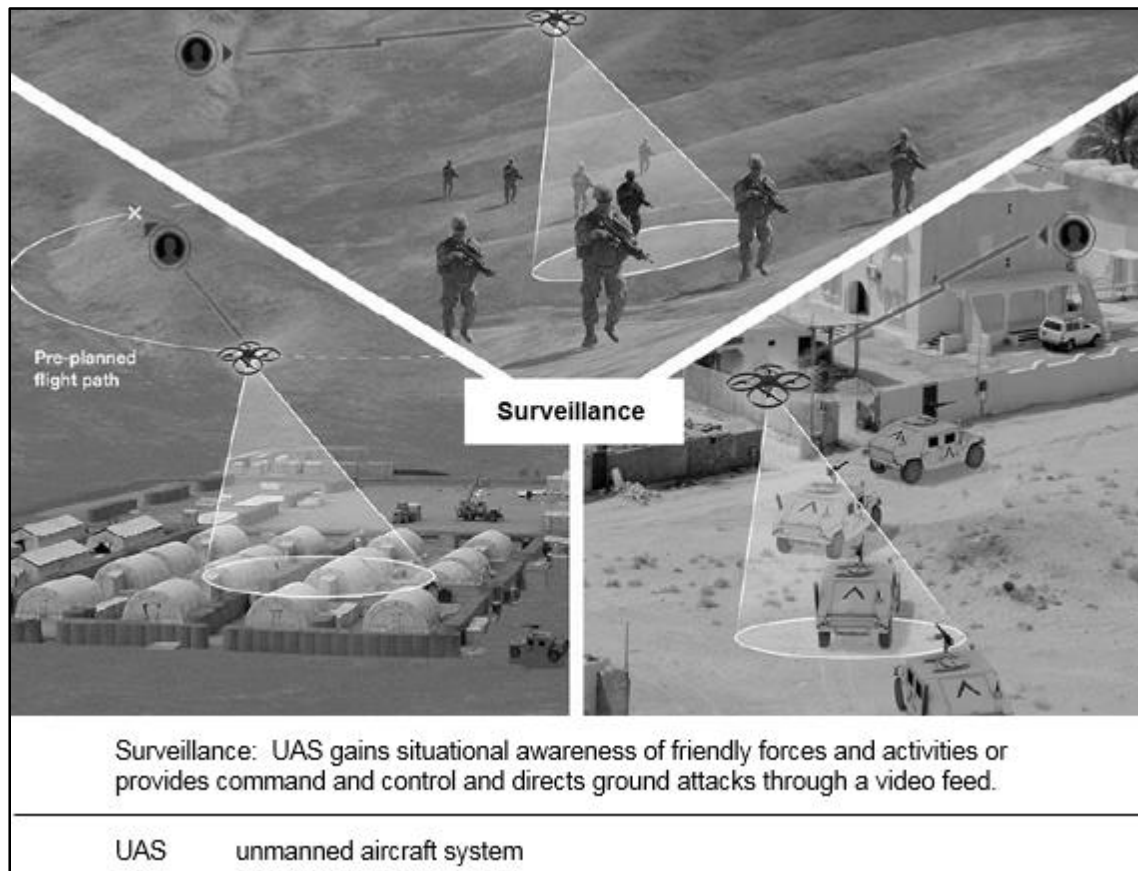 Pre-planned
flight path
Surveillance
Surveillance:  UAS gains situational awareness of friendly forces and activities or
provides command and control and directs ground attacks through a video feed.
UAS unmanned aircraft system